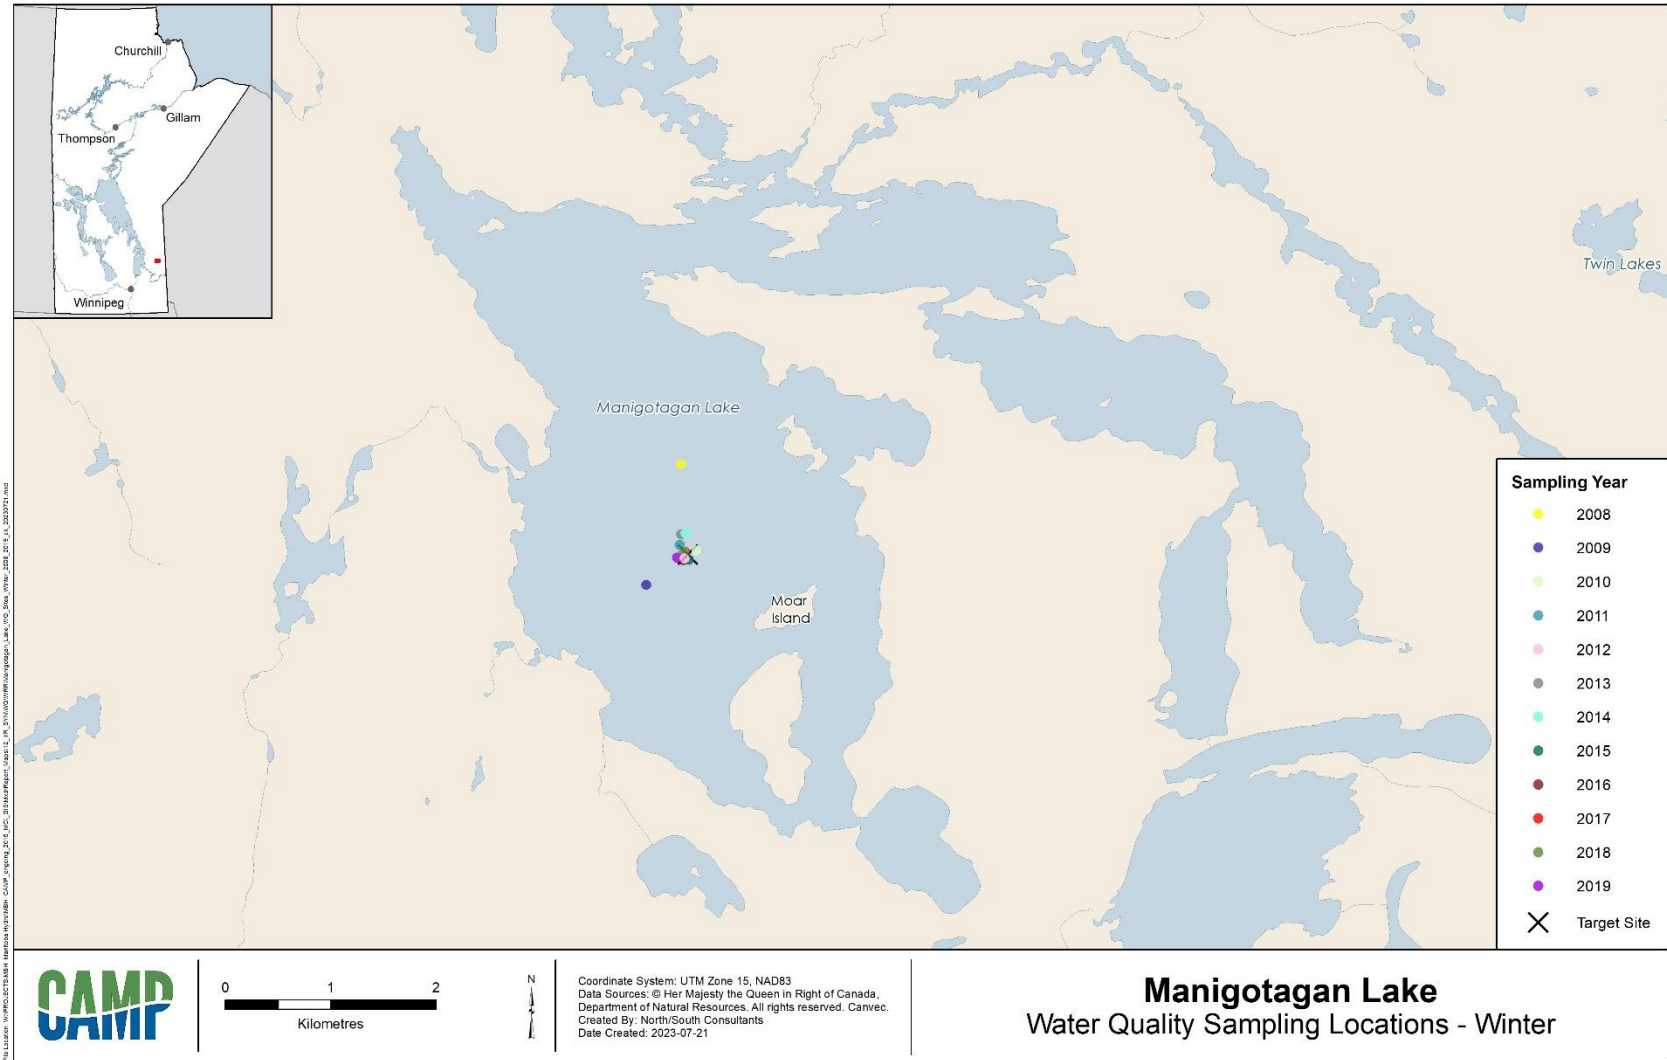 Churchill
Gillam
Thompson
Winnipeg
Twin Lakes
Manigotagan Lake
Moar
Island
Sampling Year
2008
2009
2010
2011
2012
2013
2014
2015
2016
2017
2018
2019
Target Site
CAMP
0 1 2
Kilometres
N
Coordinate System: UTM Zone 15, NAD83
Data Sources: © Her Majesty the Queen in Right of Canada,
Department of Natural Resources. All rights reserved. Canvec.
Created By: North/South Consultants
Date Created: 2023-07-21
Manigotagan Lake
Water Quality Sampling Locations - Winter